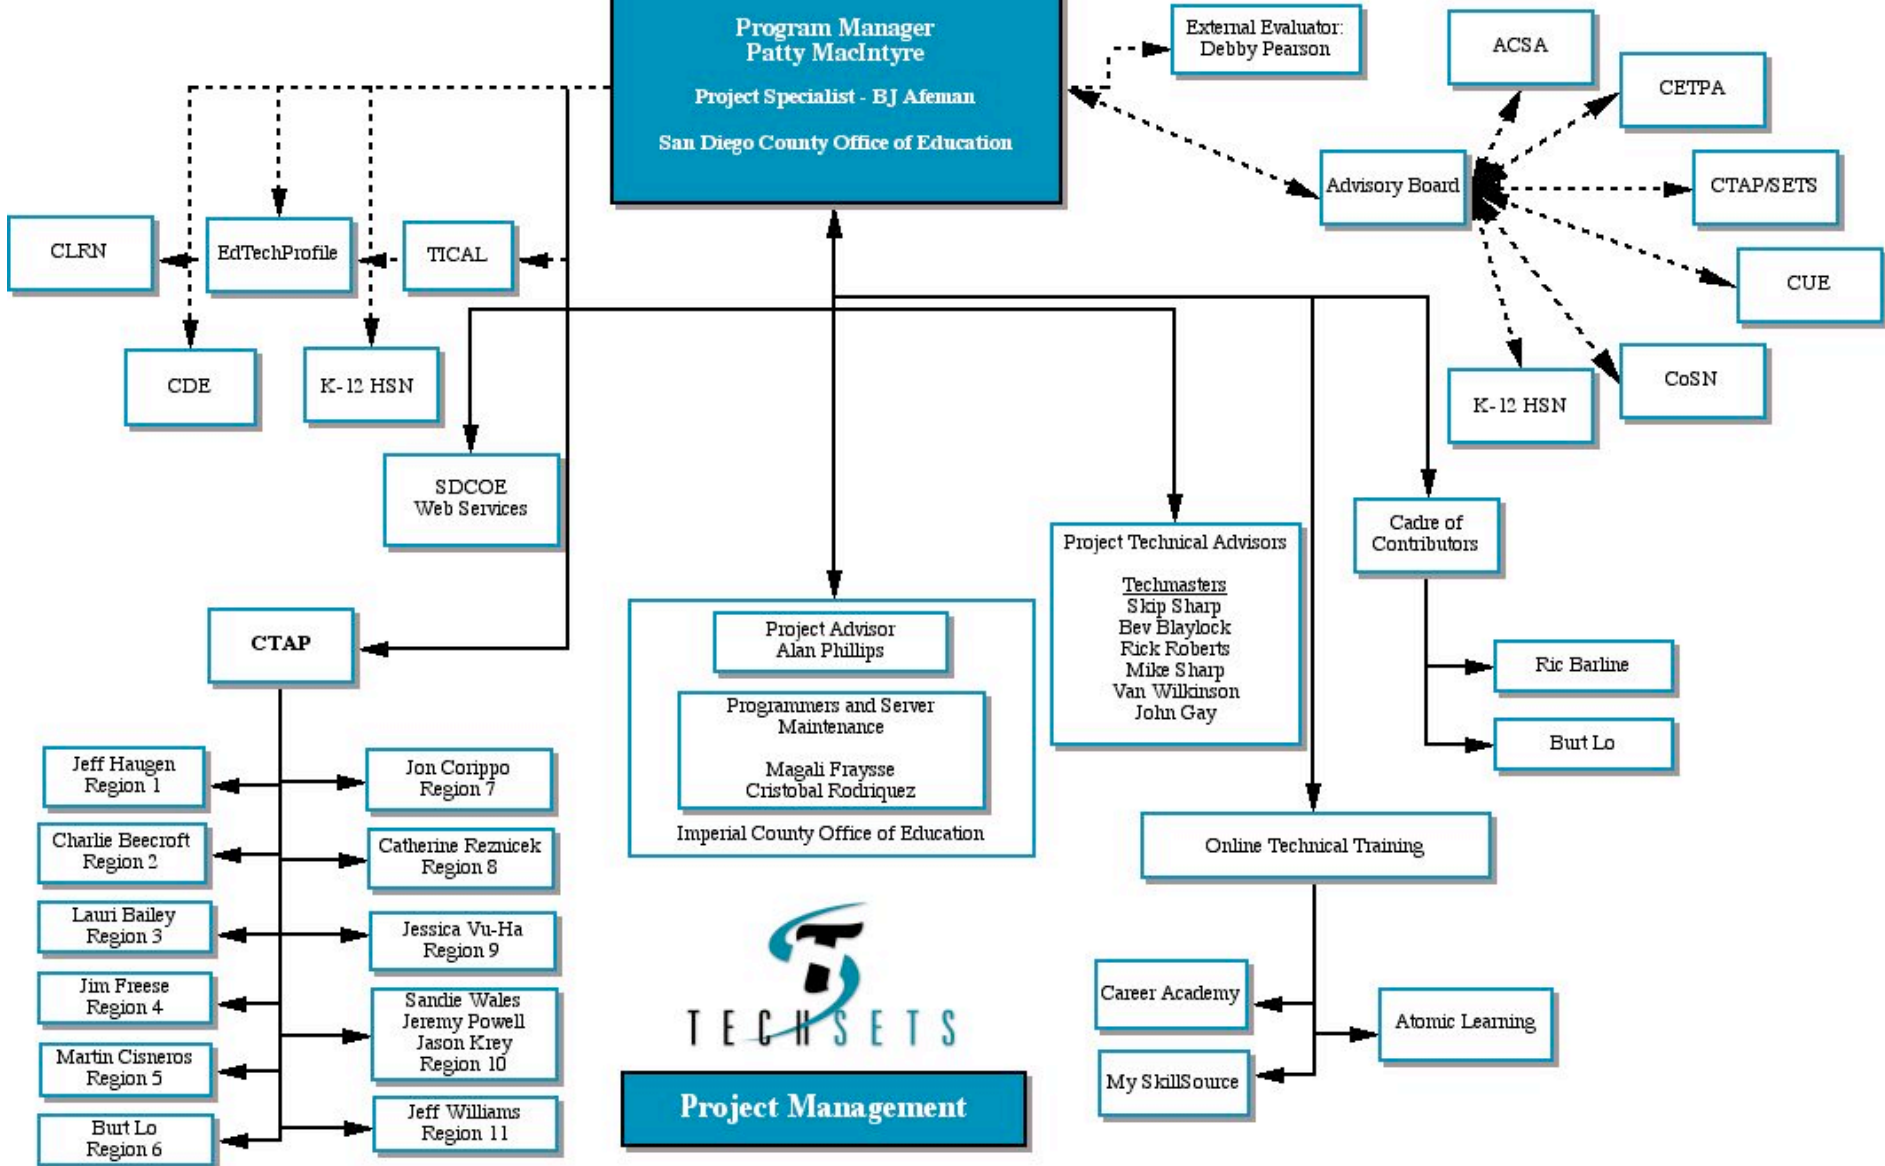 Program Manager
Patty MacIntyre
Project Specialist - BJ Afeman
San Diego County Office of Education
External Evaluator:
Debby Pearson
ACSA
CETPA
Advisory Board
CTAP/SETS
CUE
CoSN
K-12 HSN
CLRN
EdTechProfile
TICAL
CDE
K-12 HSN
SDCOE
Web Services
Project Technical Advisors
Techmasters
Skip Sharp
Bev Blaylock
Rick Roberts
Mike Sharp
Van Wilkinson
John Gay
Cadre of
Contributors
Ric Barline
Burt Lo
CTAP
Project Advisor
Alan Phillips
Programmers and Server
Maintenance
Magali Fraysse
Cristobal Rodriquez
Imperial County Office of Education
Jeff Haugen
Region 1
Charlie Beecroft
Region 2
Lauri Bailey
Region 3
Jim Freese
Region 4
Martin Cisneros
Region 5
Burt Lo
Region 6
Jon Corippo
Region 7
Catherine Reznicek
Region 8
Jessica Vu-Ha
Region 9
Sandie Wales
Jeremy Powell
Jason Krey
Region 10
Jeff Williams
Region 11
Online Technical Training
Career Academy
Atomic Learning
My SkillSource
TECHSETS
Project Management